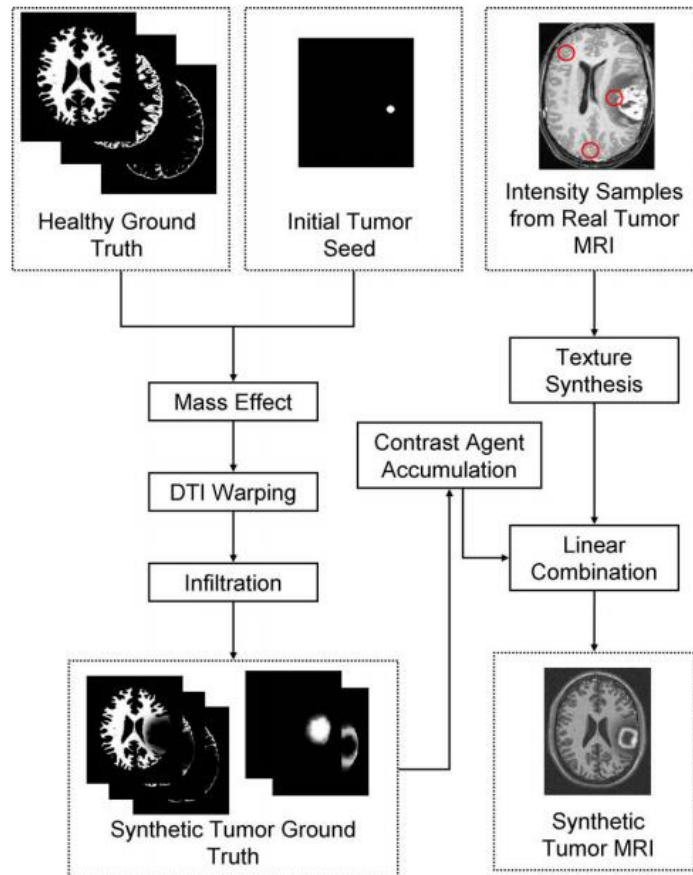 Healthy Ground
Truth
Initial Tumor
Seed
Intensity Samples
from Real Tumor
MRI
Texture
Synthesis
Mass Effect
Contrast Agent
Accumulation
DTI Warping
Linear
Combination
Infiltration
Synthetic Tumor Ground
Truth
Synthetic
Tumor MRI